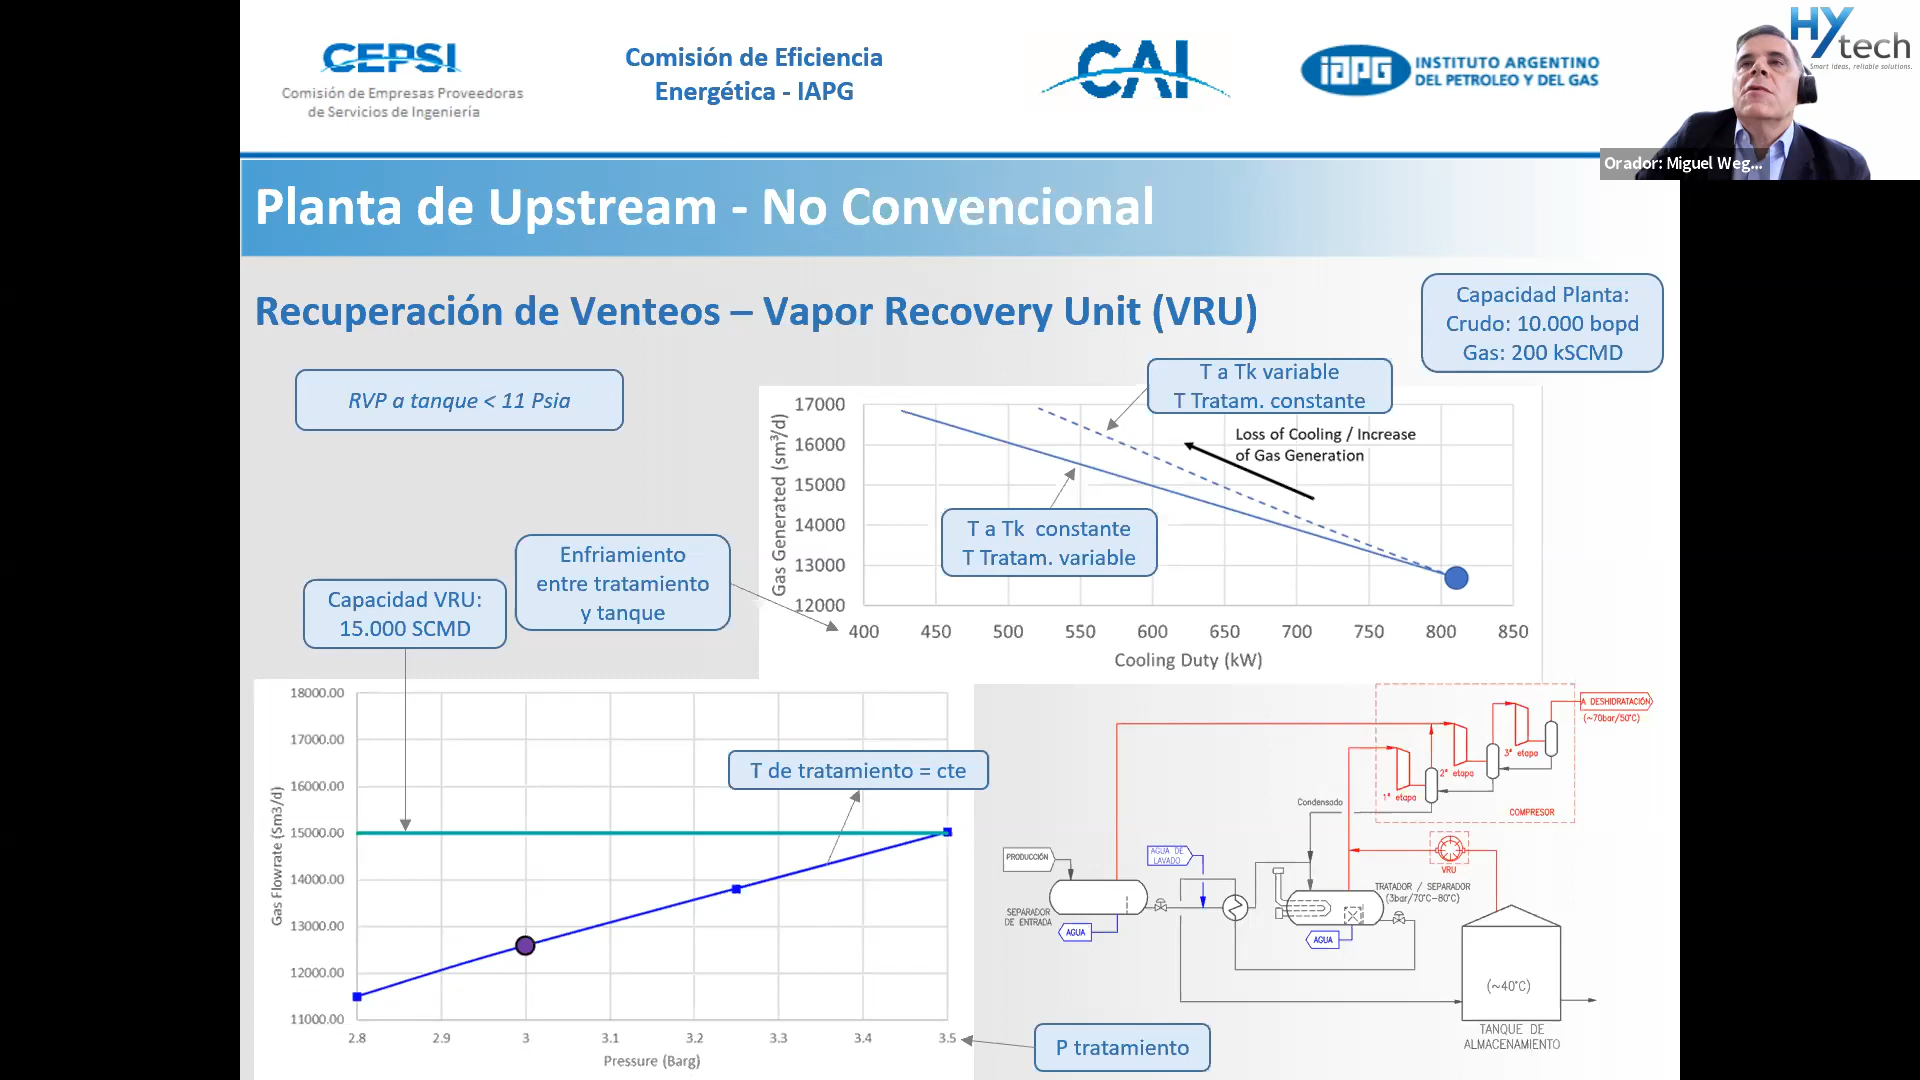 CEPSI
Comisión de Empresas Proveedoras
de Servicios de Ingeniería
Comisión de Eficiencia
Energética - IAPG
CAI
iAPG
INSTITUTO ARGENTINO
DEL PETROLEO Y DEL GAS
HYtech
Smart ideas, reliable solutions.
Orador: Miguel Weg...
Planta de Upstream - No Convencional
Recuperación de Venteos – Vapor Recovery Unit (VRU)
Capacidad Planta:
Crudo: 10.000 bopd
Gas: 200 kSCMD
RVP a tanque < 11 Psia
T a Tk variable
T Tratam. constante
Loss of Cooling / Increase
of Gas Generation
T a Tk constante
T Tratam. variable
Enfriamiento
entre tratamiento
y tanque
Capacidad VRU:
15.000 SCMD
Gas Generated (sm³/d)
17000
16000
15000
14000
13000
12000
400 450 500 550 600 650 700 750 800 850
Cooling Duty (kW)
Gas Flowrate (Sm3/d)
18000.00
17000.00
16000.00
15000.00
14000.00
13000.00
12000.00
11000.00
2.8 2.9 3 3.1 3.2 3.3 3.4 3.5
Pressure (Barg)
T de tratamiento = cte
P tratamiento
A DESHIDRATACIÓN
(~70bar/50°C)
3° etapa
2° etapa
1° etapa
COMPRESOR
Condensado
PRODUCCIÓN
AGUA DE
LAVADO
VRU
TRATADOR / SEPARADOR
(3bar/70°C-80°C)
SEPARADOR
DE ENTRADA
AGUA
AGUA
(~40°C)
TANQUE DE
ALMACENAMIENTO